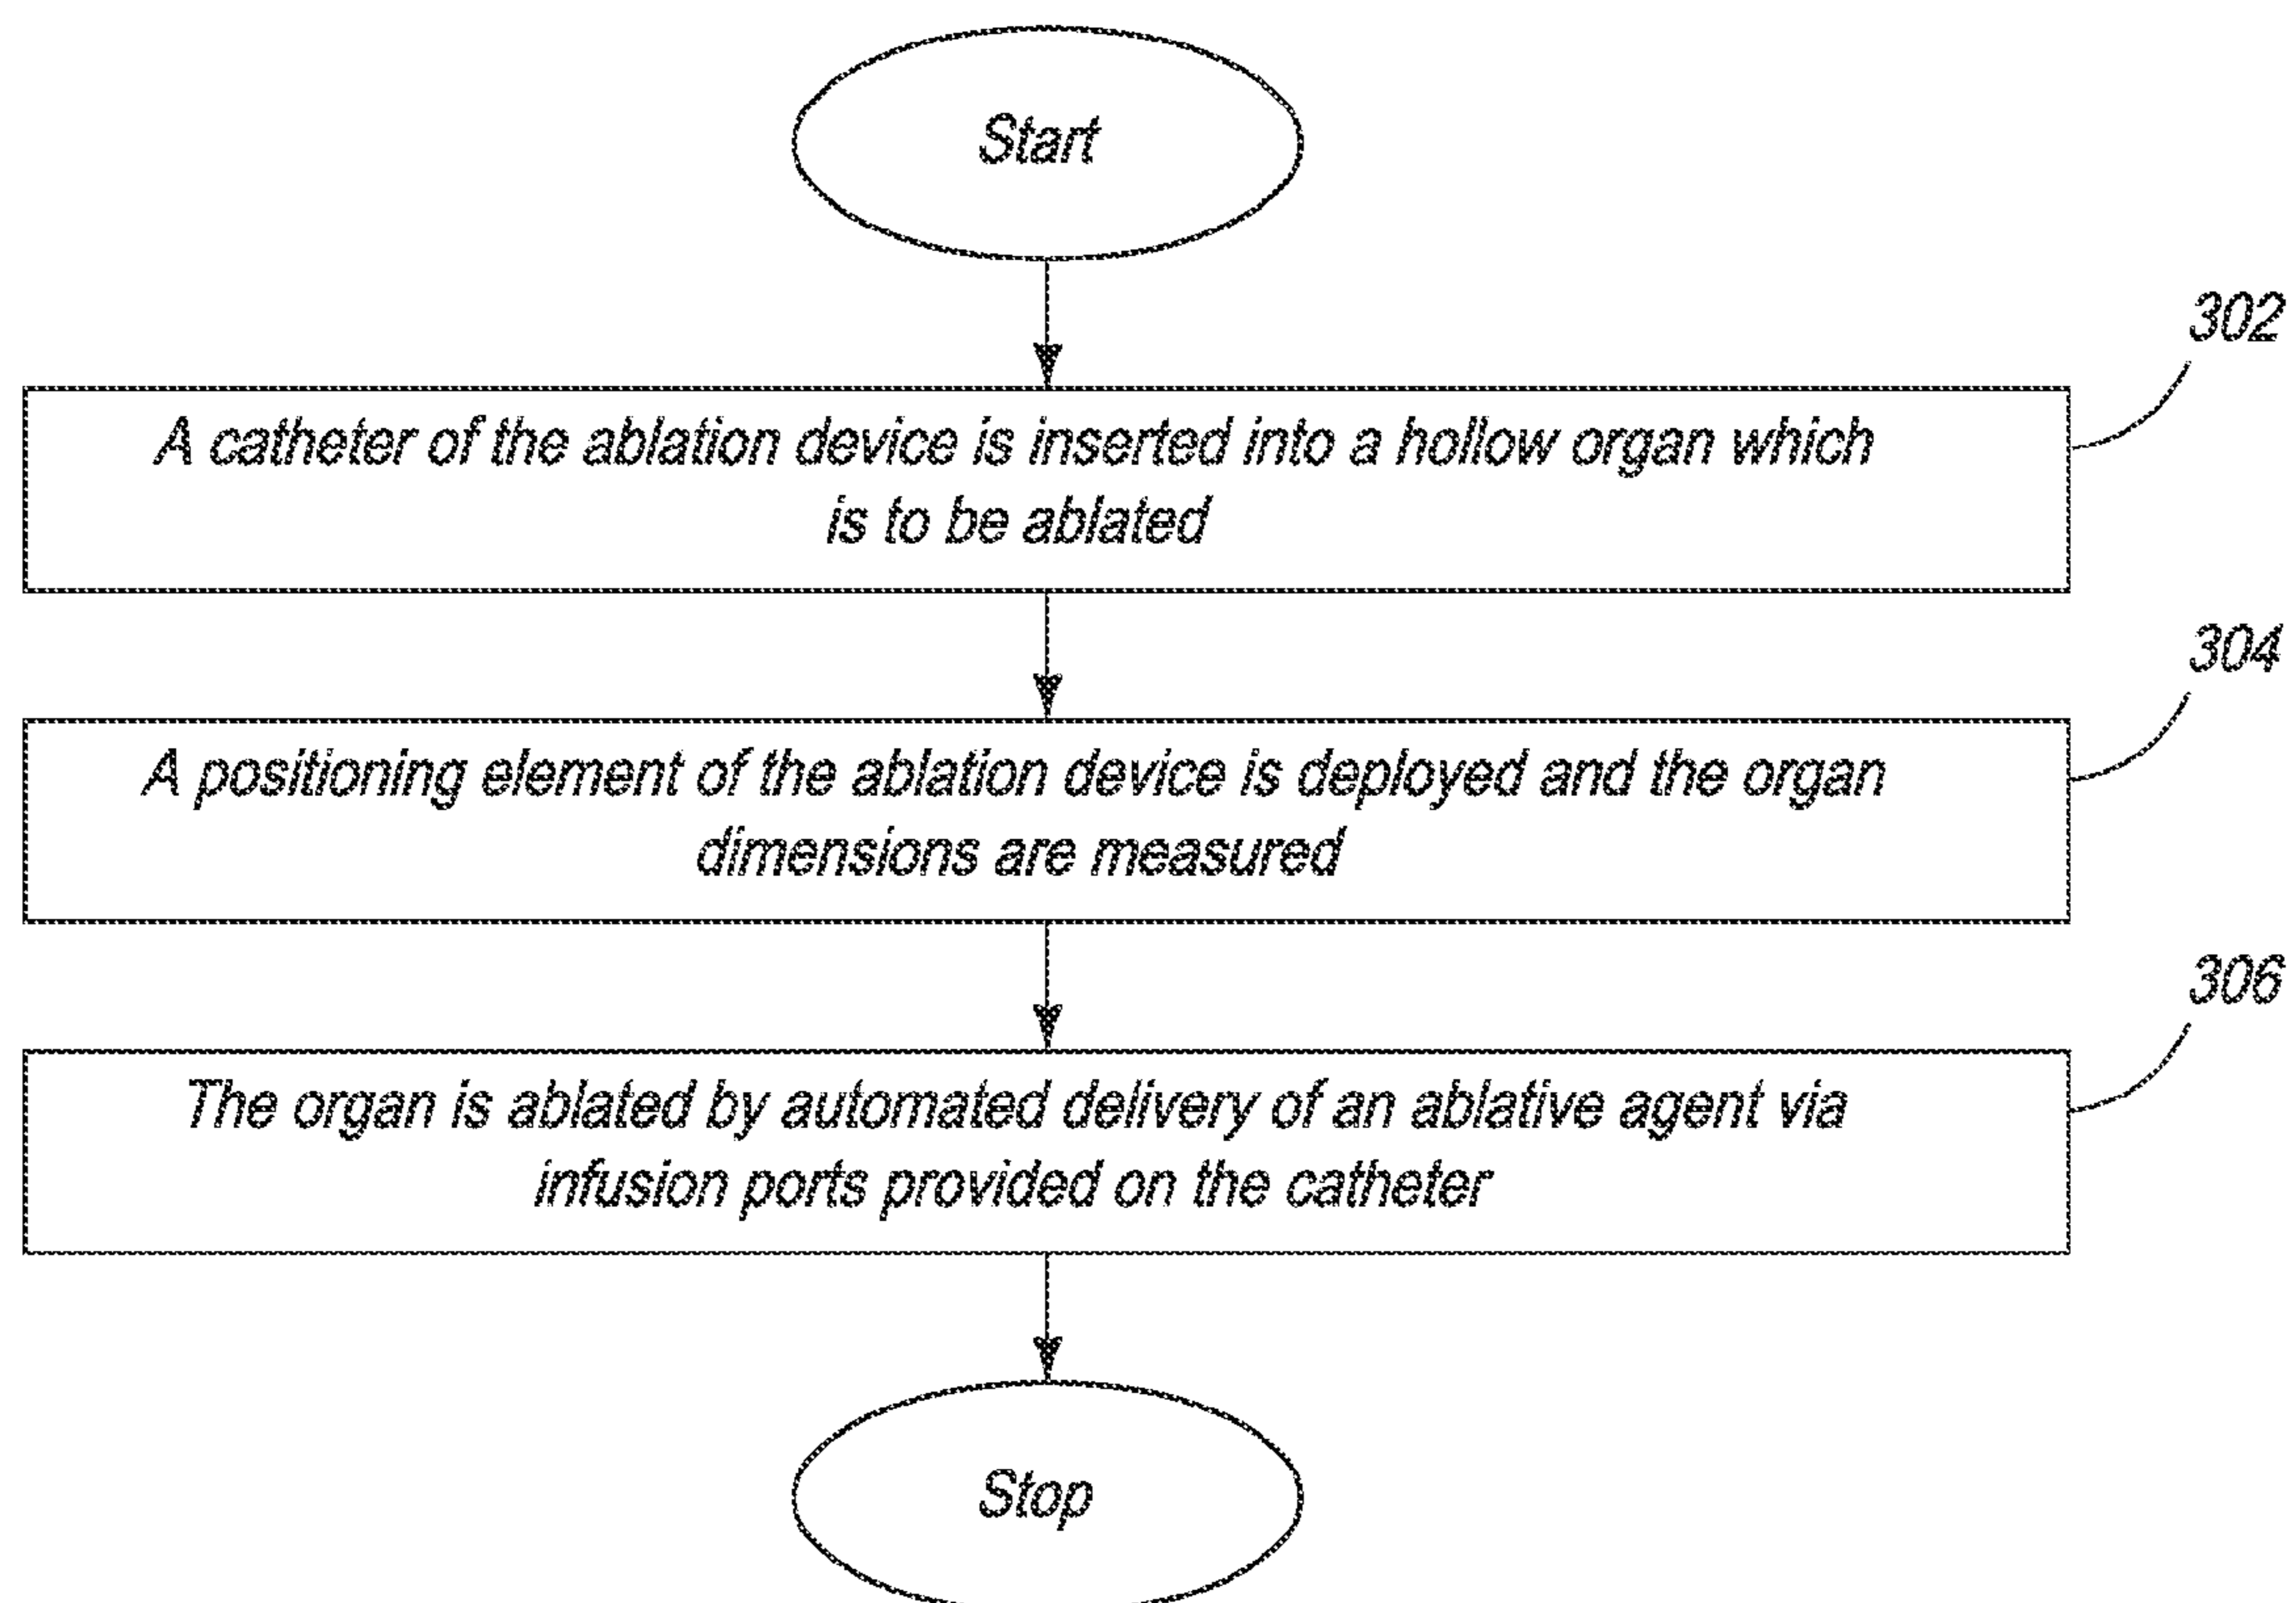 Start
302
A catheter of the ablation device is inserted into a hollow organ which
is to be ablated
304
A positioning element of the ablation device is deployed and the organ
dimensions are measured
306
The organ is ablated by automated delivery of an ablative agent via
infusion ports provided on the catheter
Stop